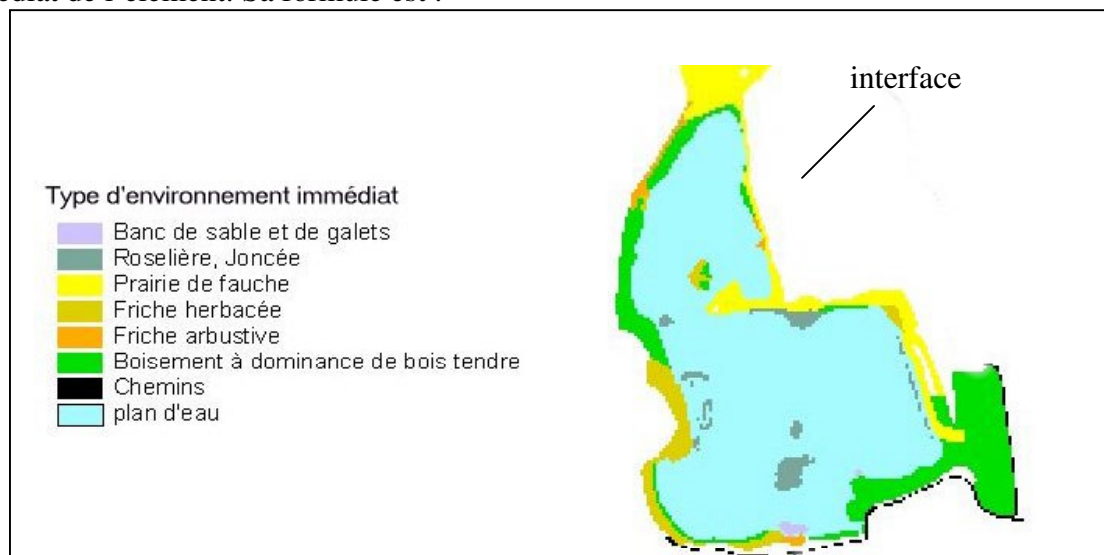 interface
Type d'environnement immédiat
Banc de sable et de galets
Roselière, Joncée
Prairie de fauche
Friche herbacée
Friche arbustive
Boisement à dominance de bois tendre
Chemins
plan d'eau